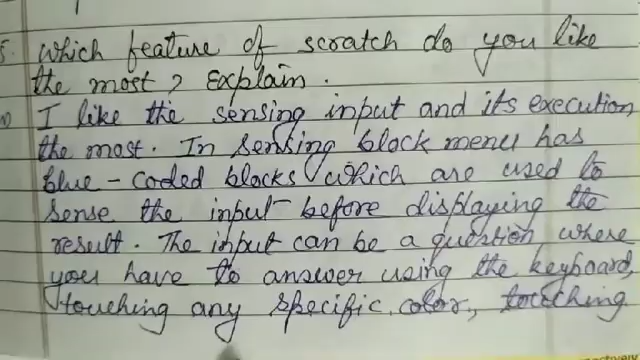 5. Which feature of scratch do you like
the most? Explain.
I like the sensing input and its execution
the most. In sensing block menu has
blue-coded blocks which are used to
sense the input before displaying the
result. The input can be a question where
you have to answer using the keyboard,
touching any specific color, touching